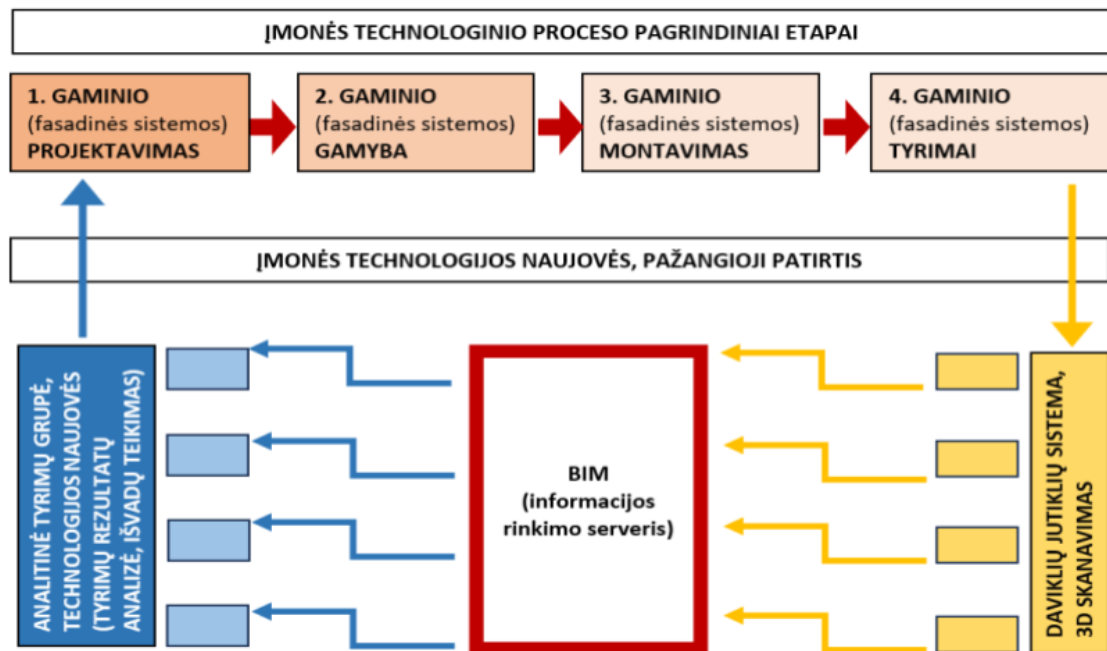 ĮMONĖS TECHNOLOGINIO PROCESO PAGRINDINIAI ETAPAI
1. GAMINIO
(fasadinės sistemos)
PROJEKTAVIMAS
2. GAMINIO
(fasadinės sistemos)
GAMYBA
3. GAMINIO
(fasadinės sistemos)
MONTAVIMAS
4. GAMINIO
(fasadinės sistemos)
TYRIMAI
ĮMONĖS TECHNOLOGIJOS NAUJOVĖS, PAŽANGIOJI PATIRTIS
ANALITINĖ TYRIMŲ GRUPĖ,
TECHNOLOGIJOS NAUJOVĖS
(TYRIMŲ REZULTATŲ
ANALIZĖ, IŠVADŲ TEIKIMAS)
BIM
(informacijos
rinkimo serveris)
DAVIKLIŲ JUTIKLIŲ SISTEMA,
3D SKANAVIMAS